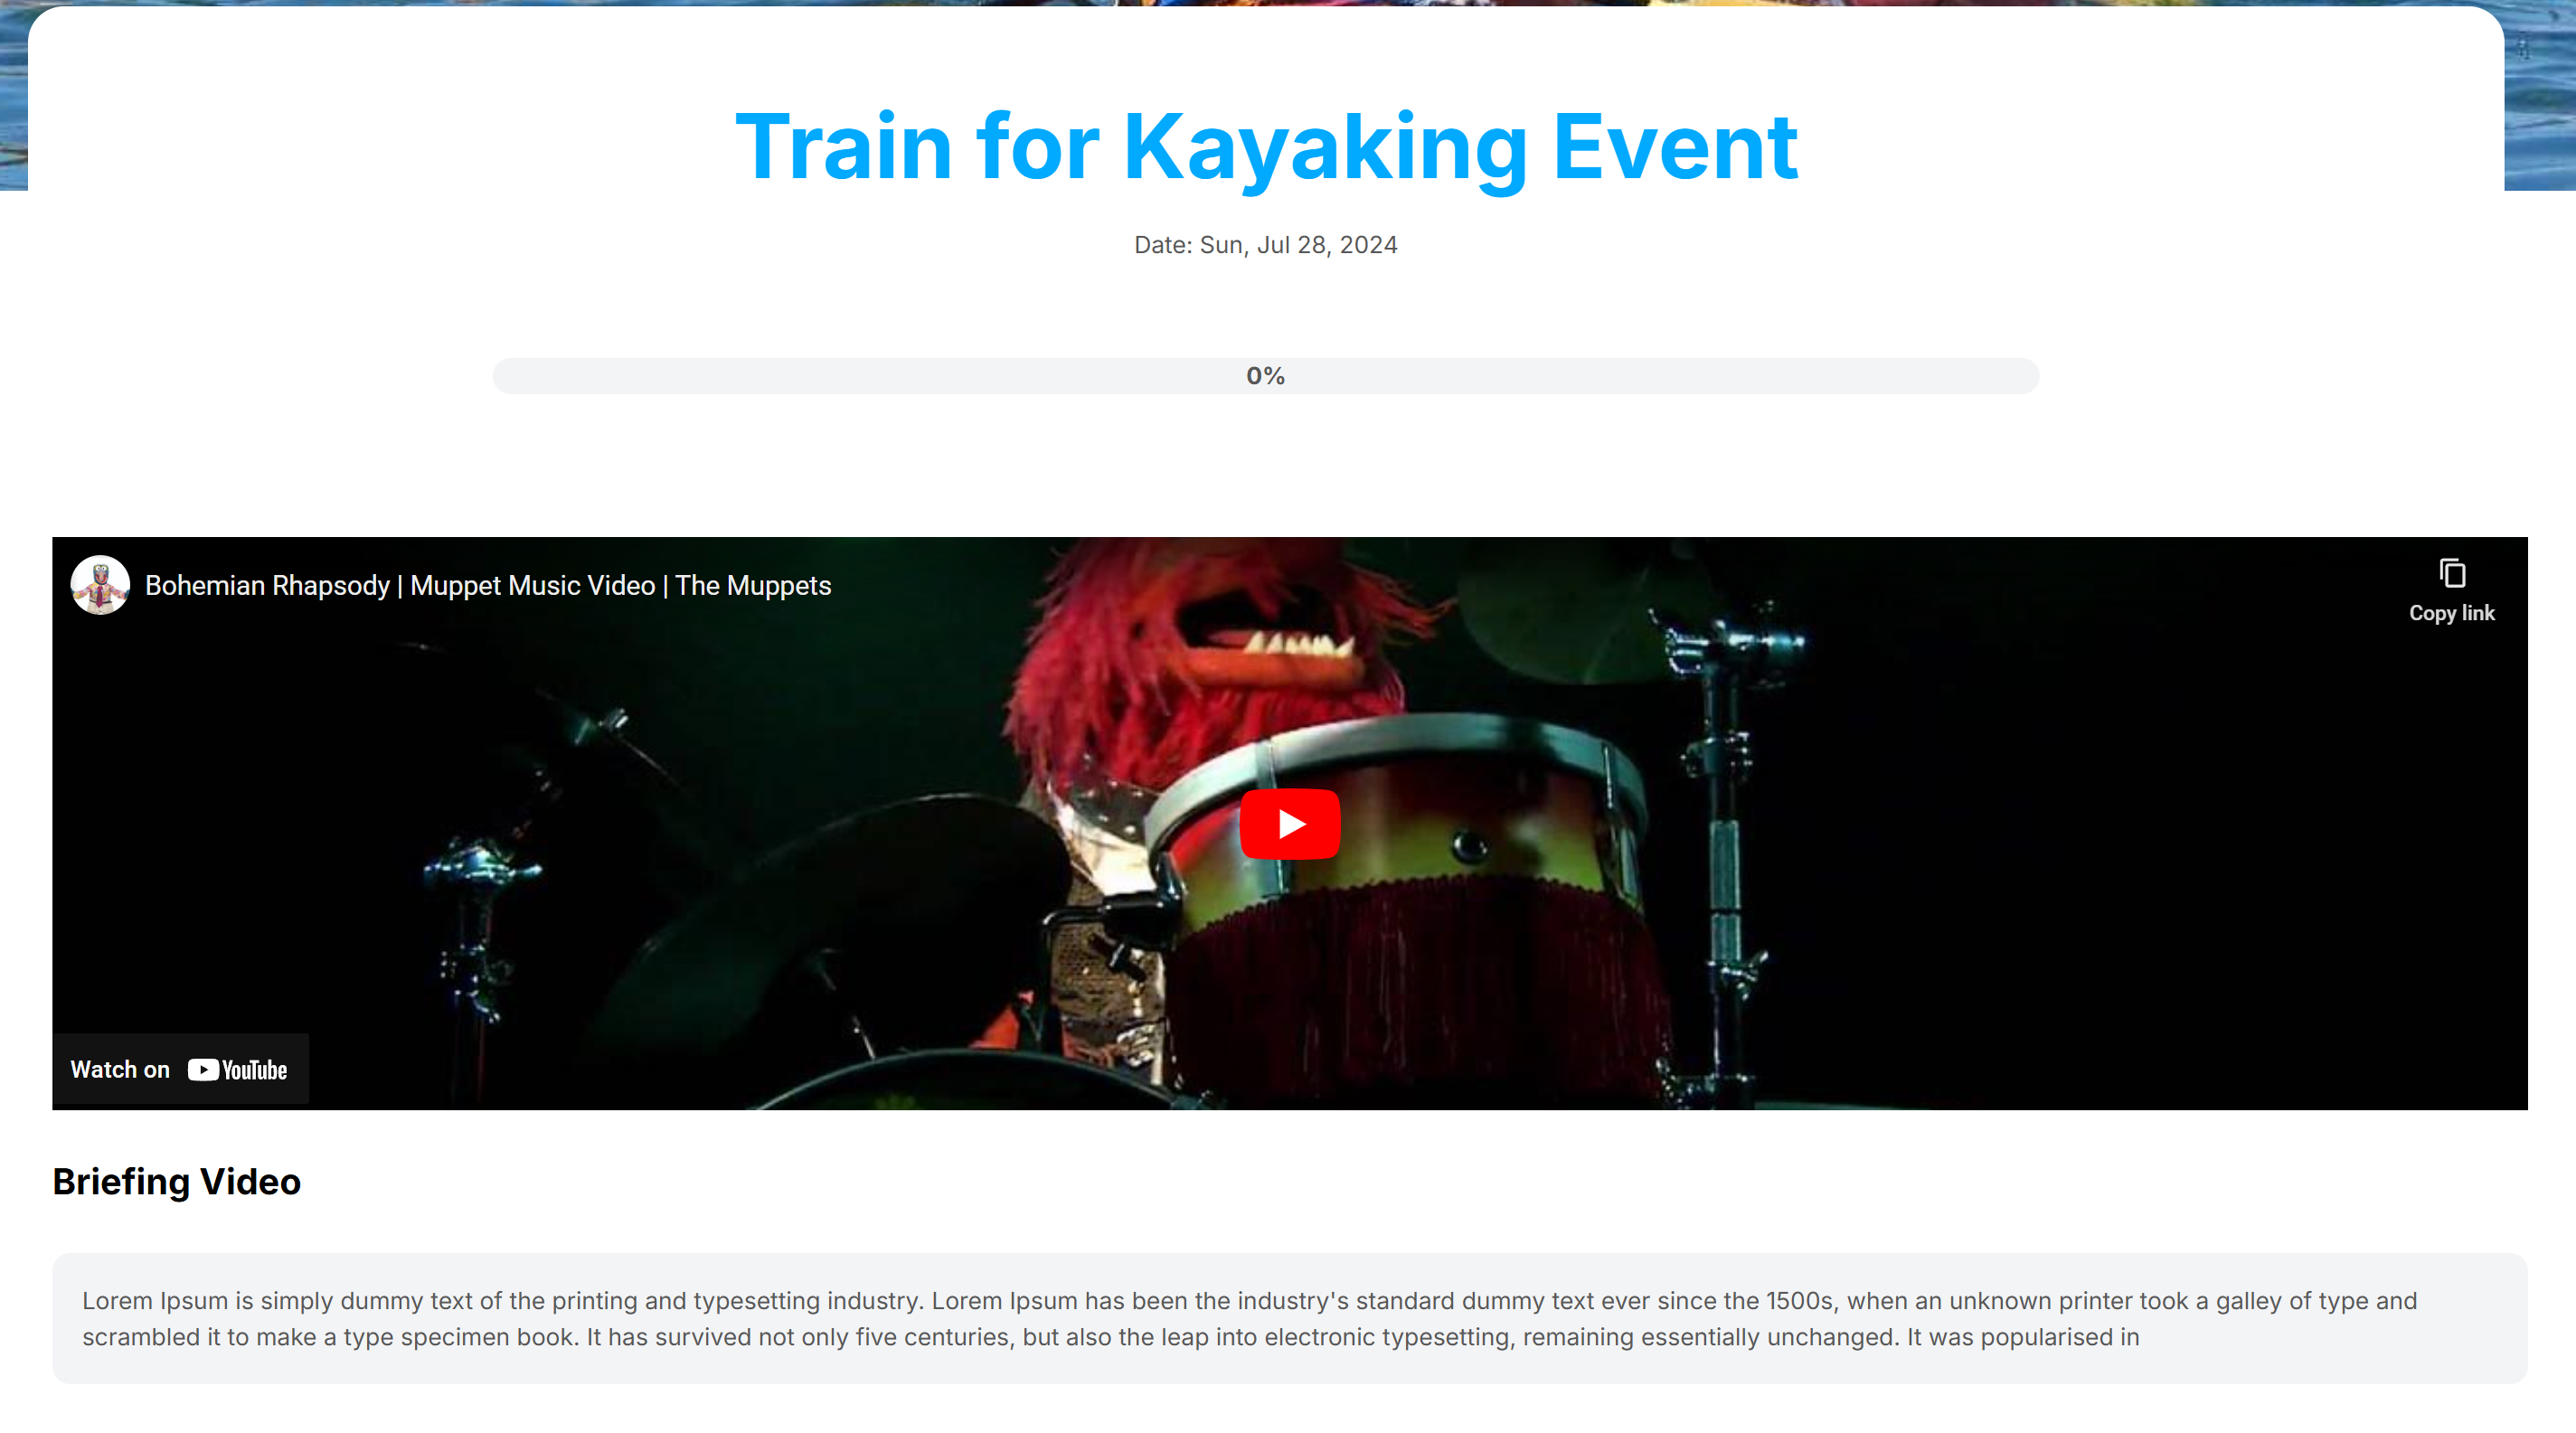 Train for Kayaking Event
Date: Sun, Jul 28, 2024
0%
Bohemian Rhapsody | Muppet Music Video | The Muppets
Copy link
Watch on YouTube
Briefing Video
Lorem Ipsum is simply dummy text of the printing and typesetting industry. Lorem Ipsum has been the industry's standard dummy text ever since the 1500s, when an unknown printer took a galley of type and
scrambled it to make a type specimen book. It has survived not only five centuries, but also the leap into electronic typesetting, remaining essentially unchanged. It was popularised in